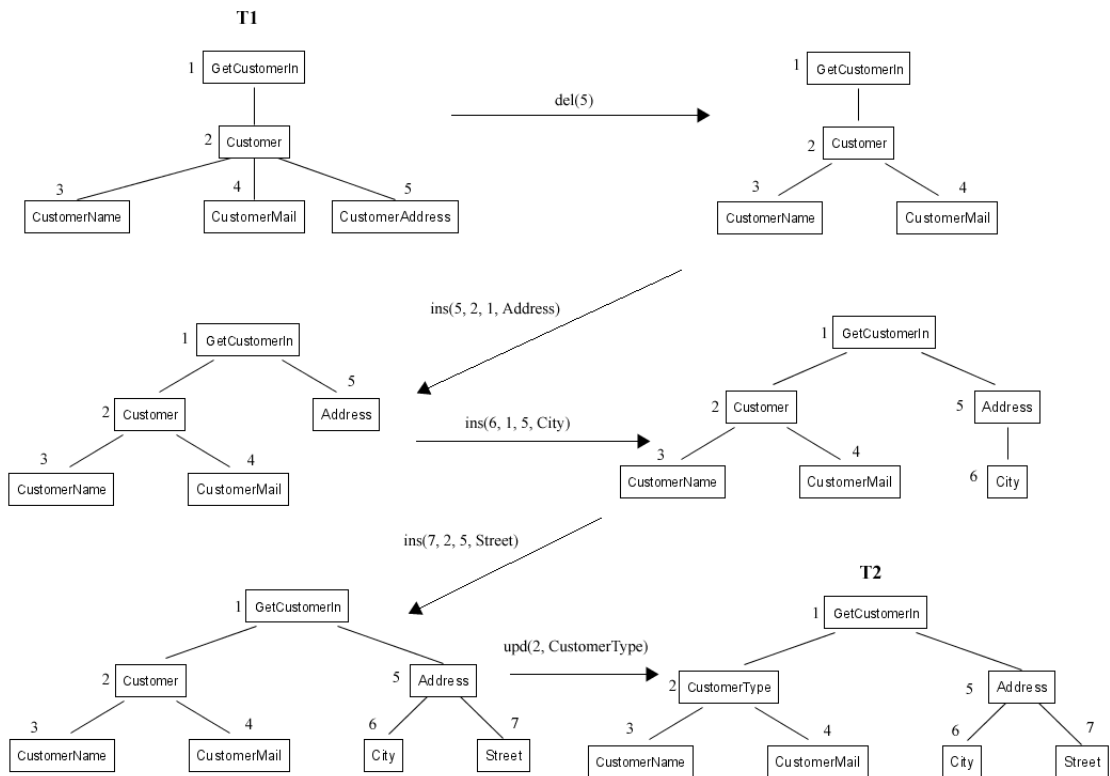 T1
1 GetCustomerIn
2 Customer
3 4 5
CustomerName CustomerMail CustomerAddress
del(5)
1 GetCustomerIn
2 Customer
3 4
CustomerName CustomerMail
ins(5, 2, 1, Address)
1 GetCustomerIn
5
2 Customer Address
3 4
CustomerName CustomerMail
ins(6, 1, 5, City)
1 GetCustomerIn
2 Customer 5 Address
3 4
CustomerName CustomerMail 6 City
ins(7, 2, 5, Street)
1 GetCustomerIn
2 Customer 5 Address
3 4 6 7
CustomerName CustomerMail City Street
upd(2, CustomerType)
T2
1 GetCustomerIn
2 CustomerType 5 Address
3 4 6 7
CustomerName CustomerMail City Street